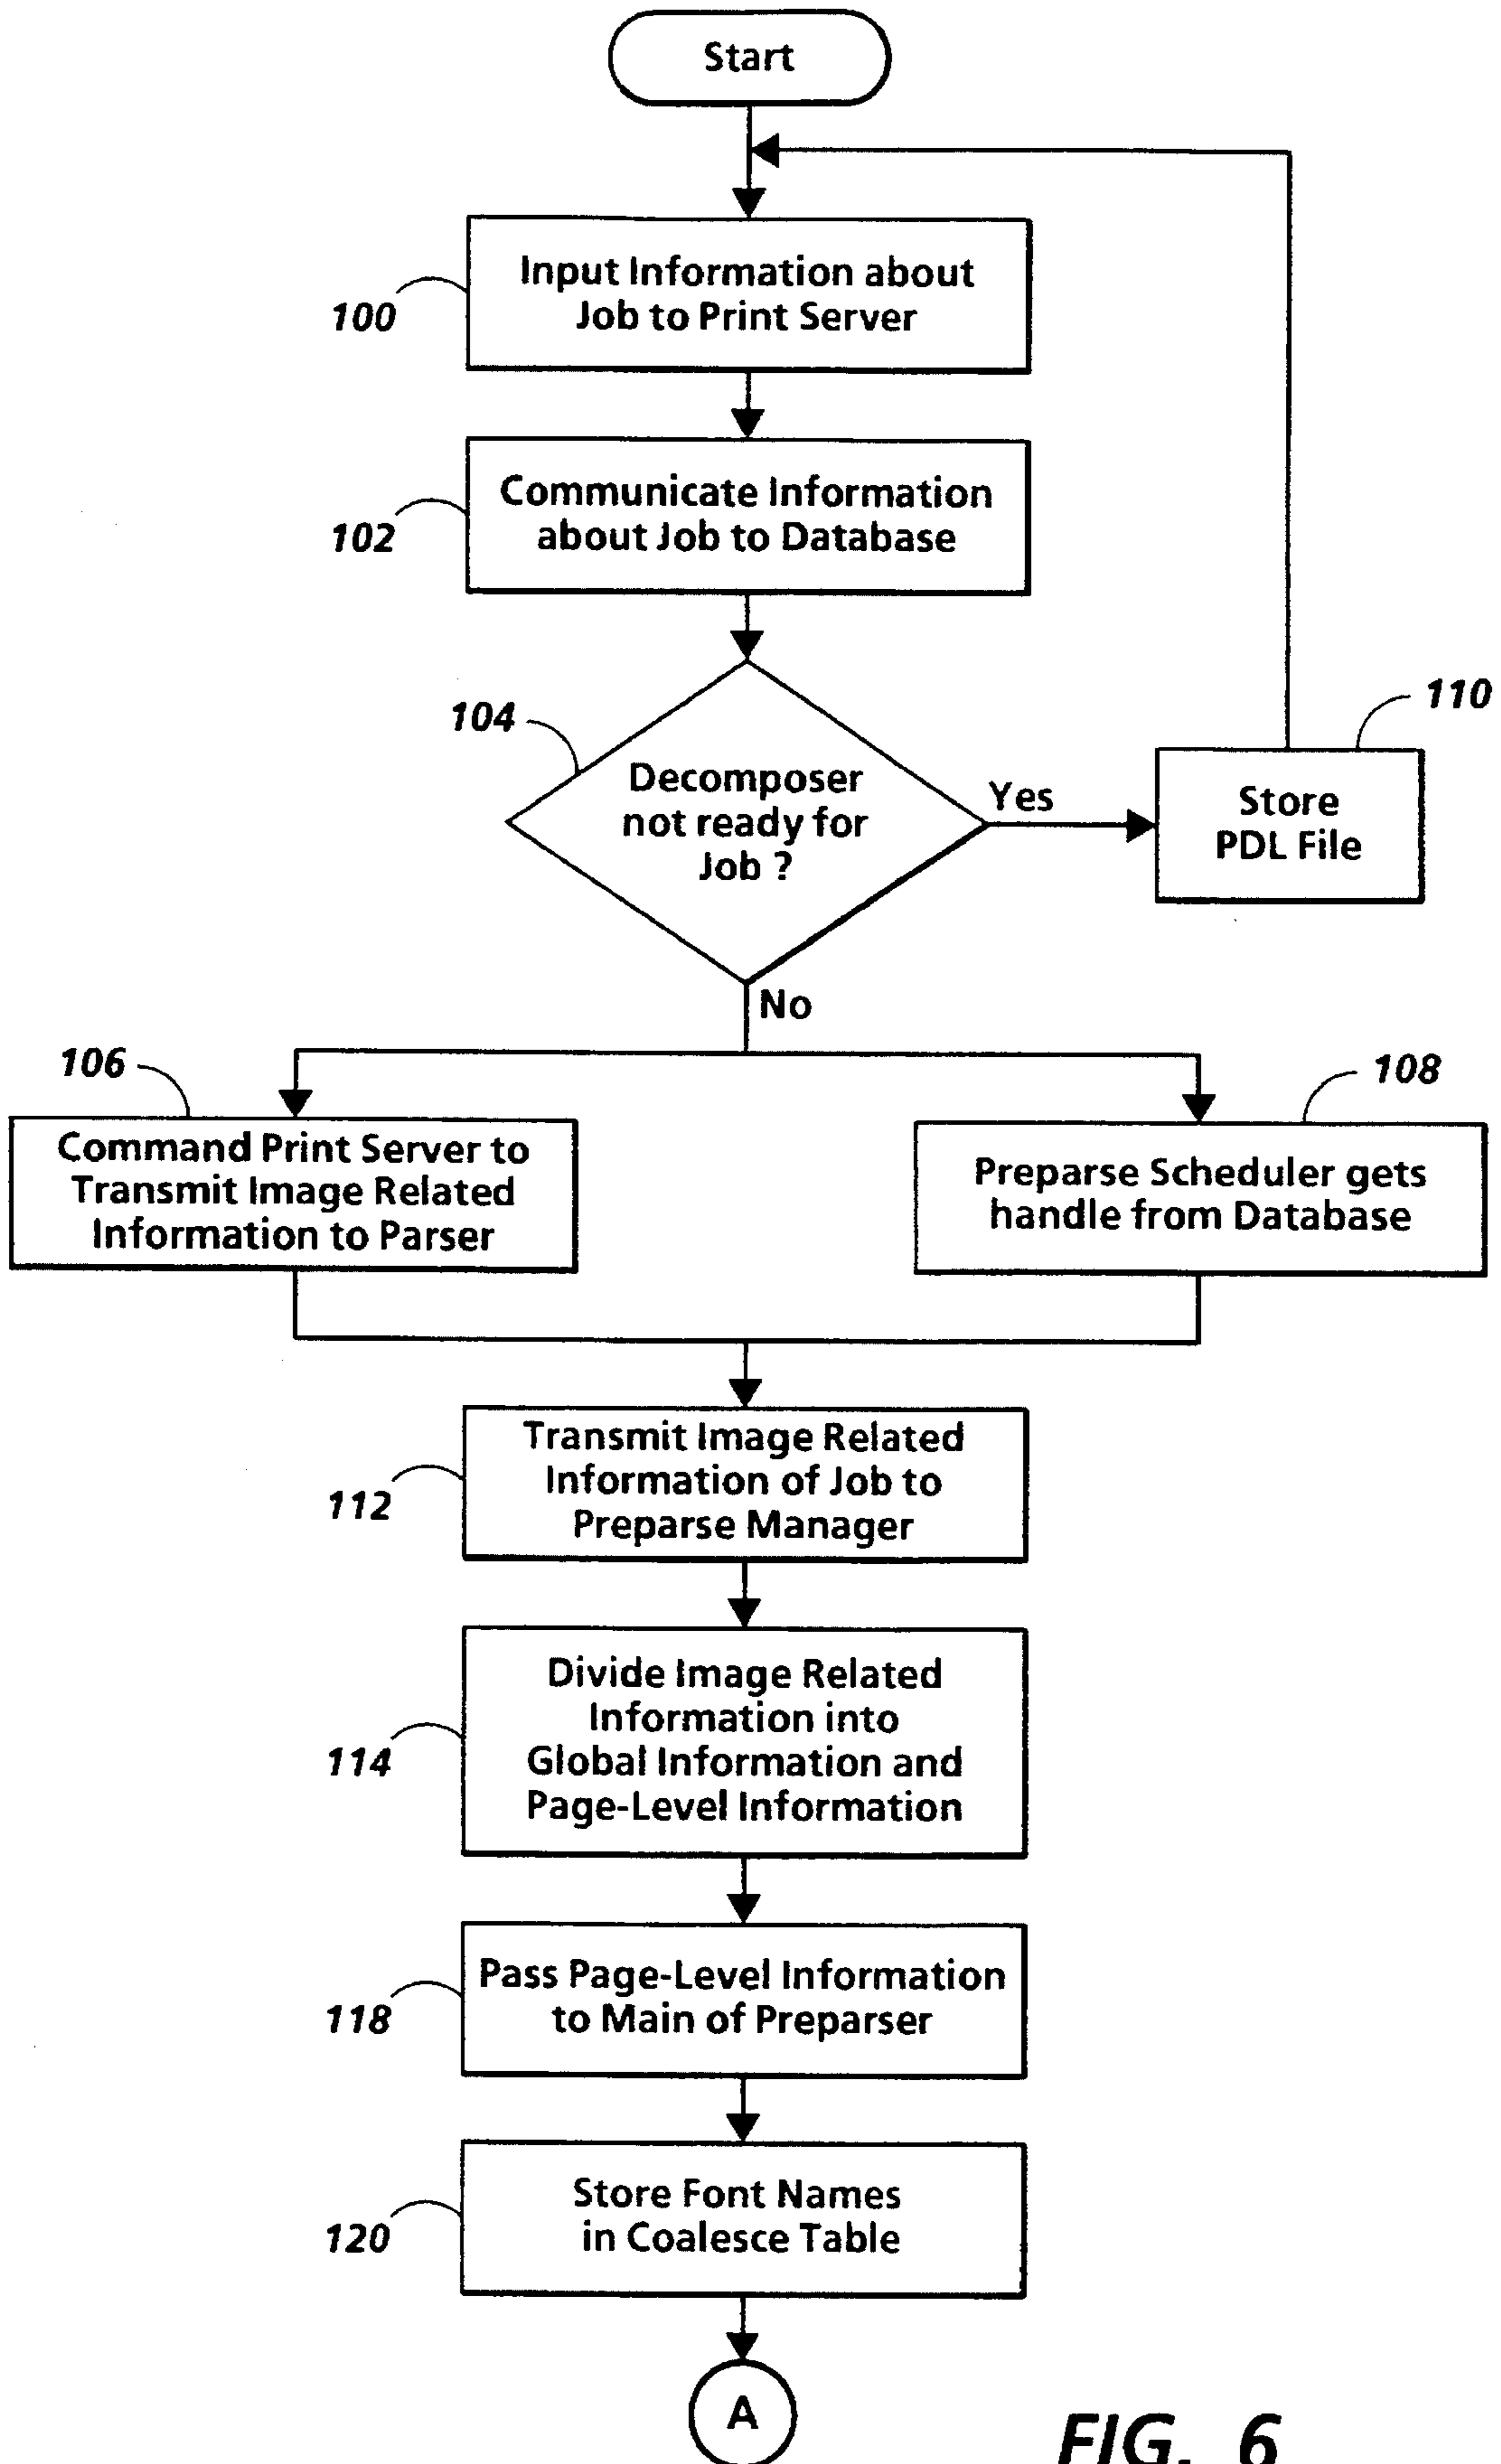 Start
Input Information about
Job to Print Server
100
Communicate Information
about Job to Database
102
104
Decomposer
not ready for
Job ?
Yes
110
Store
PDL File
No
106
Command Print Server to
Transmit Image Related
Information to Parser
108
Preparse Scheduler gets
handle from Database
Transmit Image Related
Information of Job to
Preparse Manager
112
Divide Image Related
Information into
Global Information and
Page-Level Information
114
Pass Page-Level Information
to Main of Preparser
118
Store Font Names
in Coalesce Table
120
A
FIG. 6